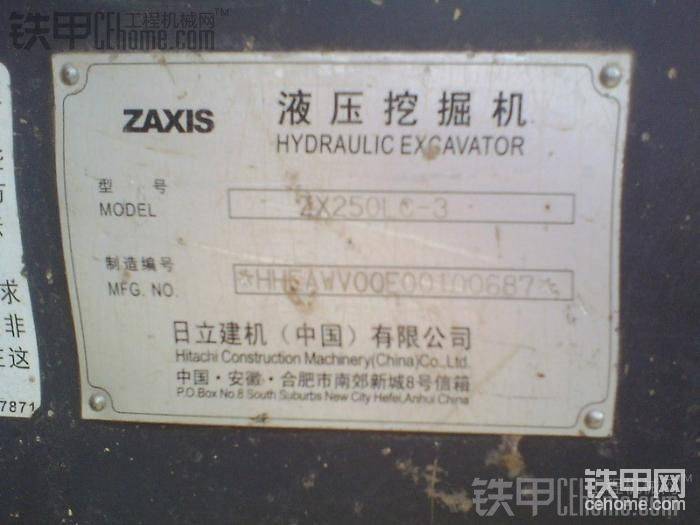 铁甲 工程机械网™
CEhome.com
ZAXIS
液压挖掘机
HYDRAULIC EXCAVATOR
型号
MODEL
ZX250LC-3
制造编号
MFG. NO.
*HHEAWV00E00100687*
日立建机（中国）有限公司
Hitachi Construction Machinery(China)Co.,Ltd.
中国·安徽·合肥市南郊新城8号信箱
P.O.Box No.8 South Suburbs New City Hefei,Anhui China
求
非
在这
7871
铁甲网
CEhome.com